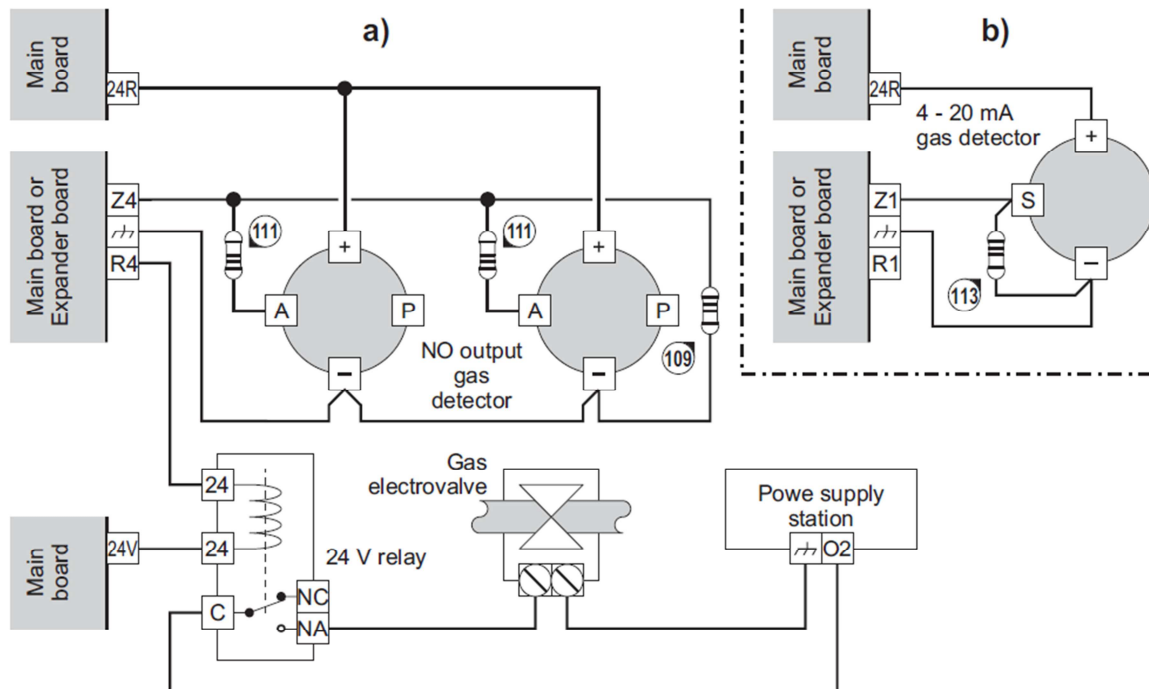 a)
Main
board
24R
Main board or
Expander board
Z4
R4
111
111
+
+
A
P
A
P
−
−
109
NO output
gas
detector
b)
Main
board
24R
4 - 20 mA
gas detector
+
Main board or
Expander board
Z1
R1
S
−
113
Main
board
24V
24
24
C
NC
NA
24 V relay
Gas
electrovalve
Powe supply
station
O2